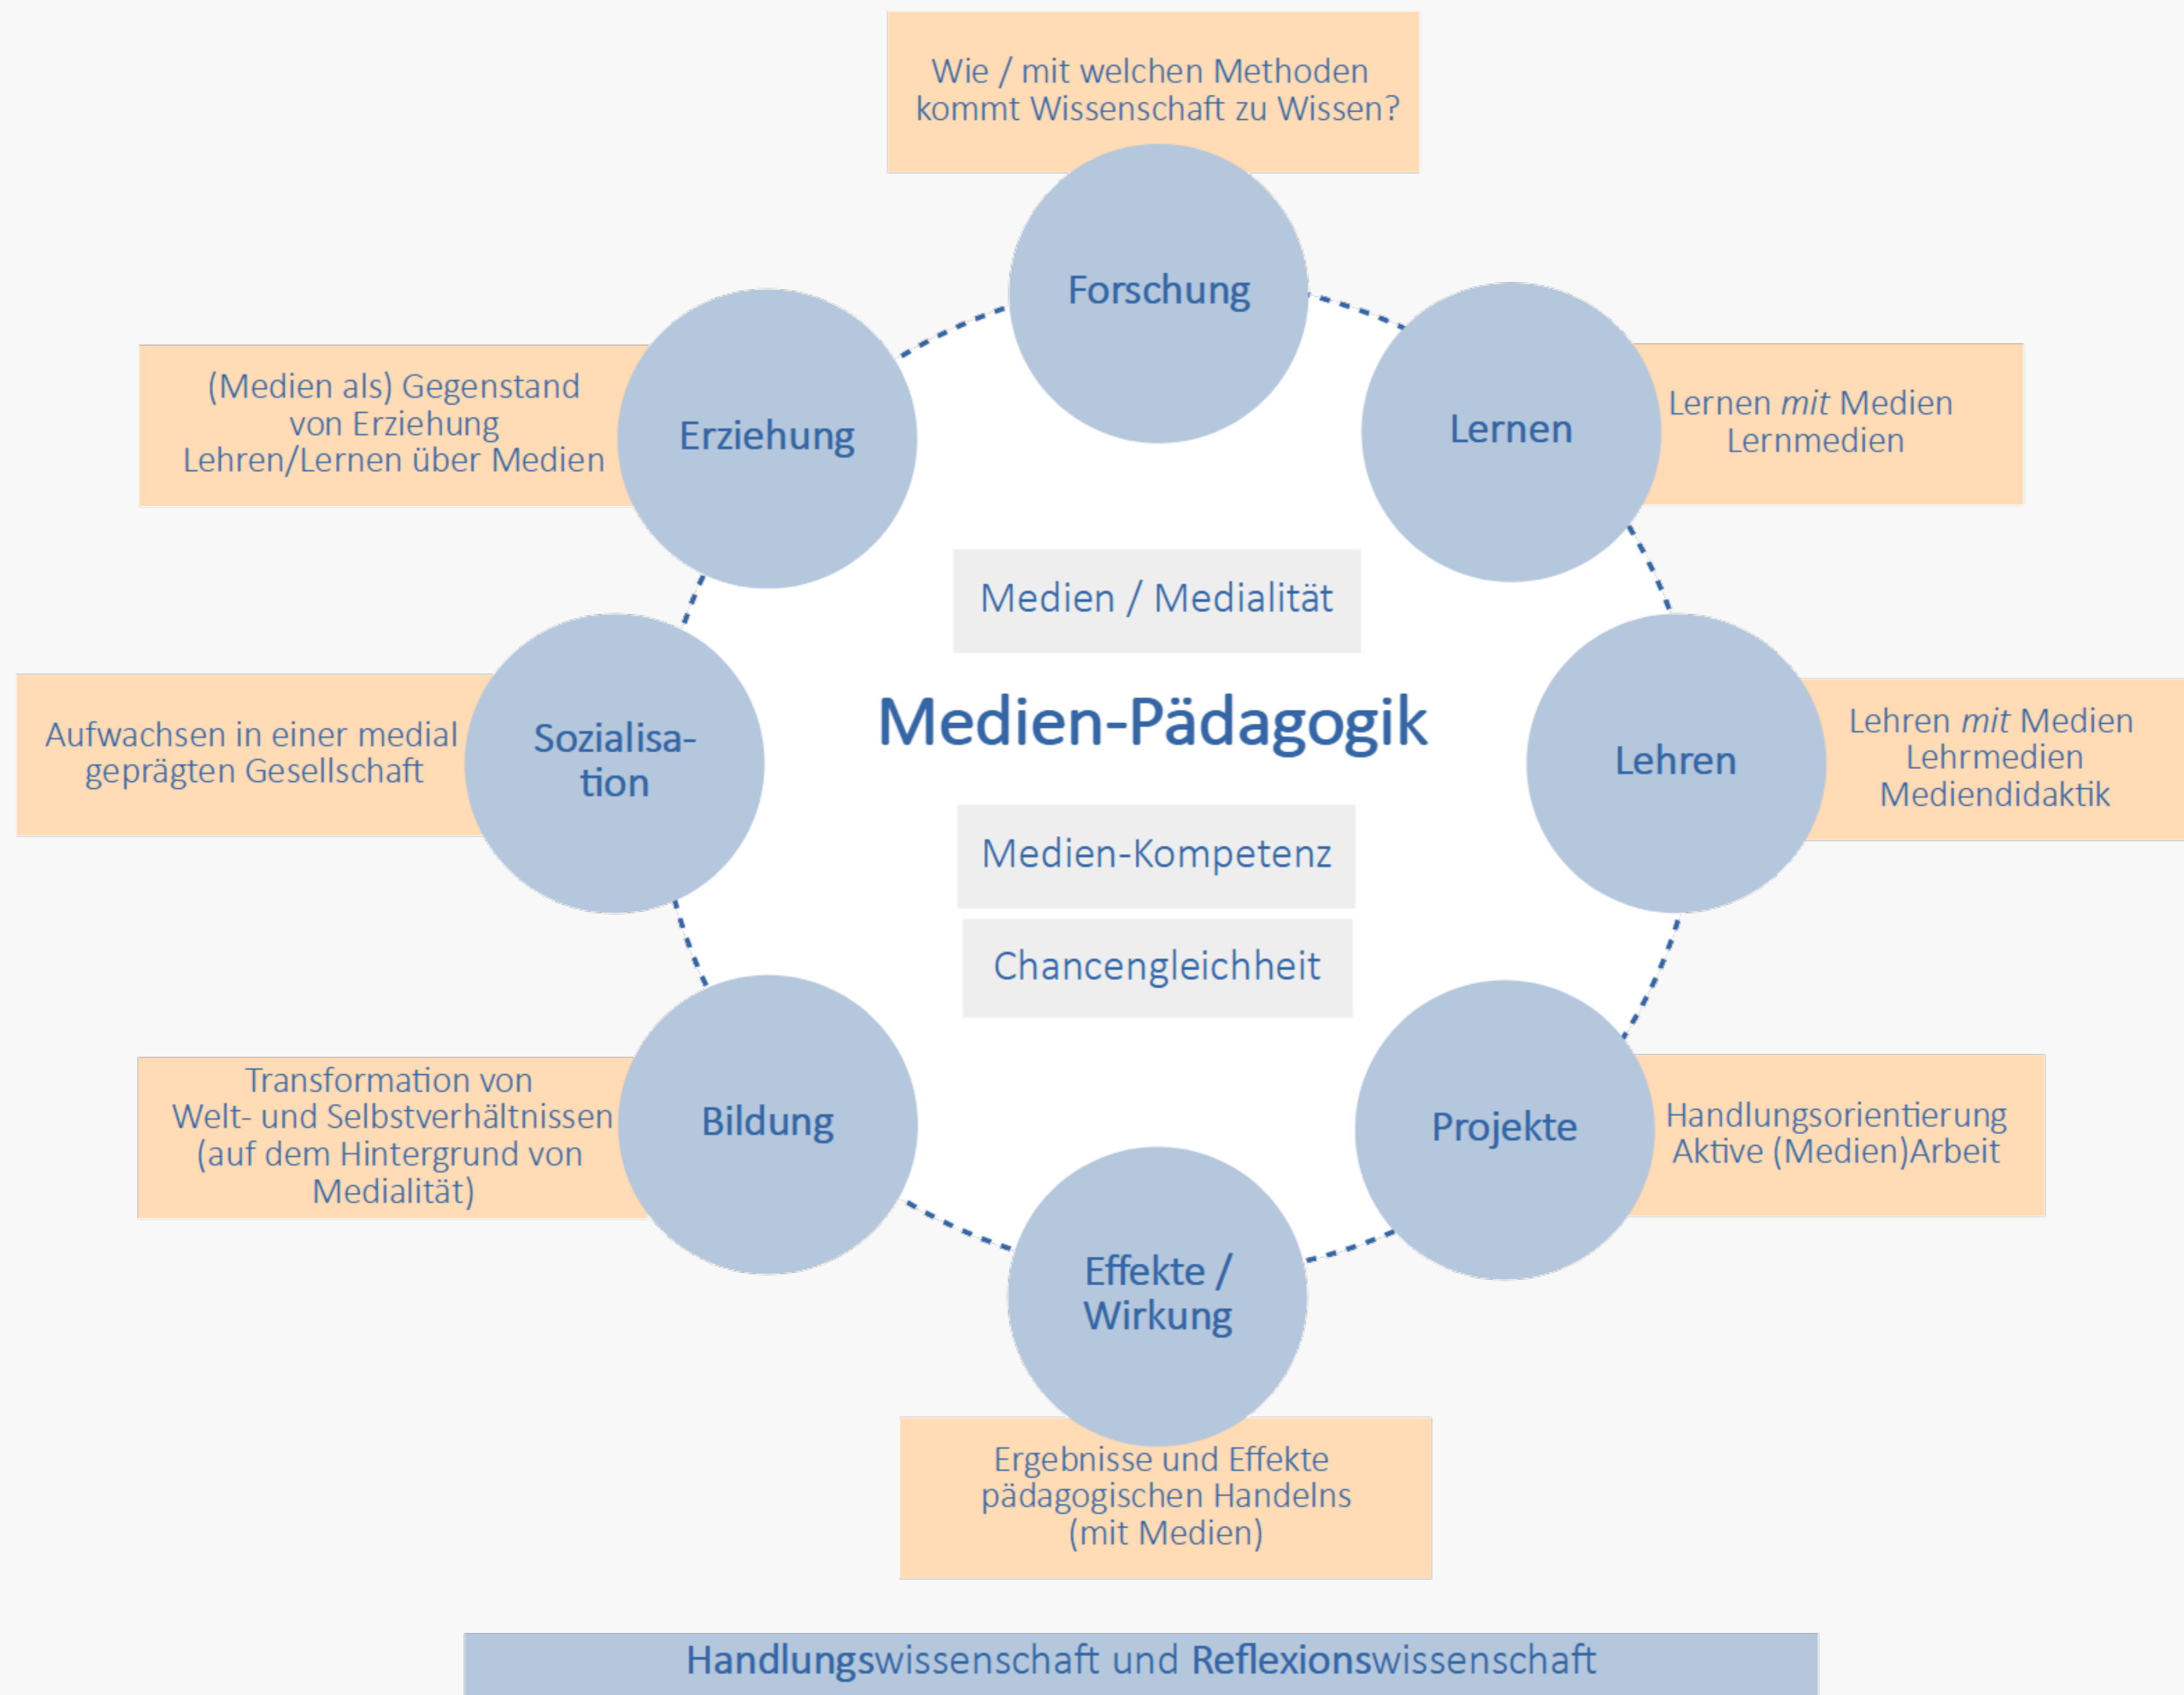 Wie / mit welchen Methoden
kommt Wissenschaft zu Wissen?
Forschung
Lernen
Lernen mit Medien
Lernmedien
Lehren
Lehren mit Medien
Lehrmedien
Mediendidaktik
Projekte
Handlungsorientierung
Aktive (Medien)Arbeit
Effekte /
Wirkung
Ergebnisse und Effekte
pädagogischen Handelns
(mit Medien)
Bildung
Transformation von
Welt- und Selbstverhältnissen
(auf dem Hintergrund von
Medialität)
Sozialisa-
tion
Aufwachsen in einer medial
geprägten Gesellschaft
Erziehung
(Medien als) Gegenstand
von Erziehung
Lehren/Lernen über Medien
Medien / Medialität
Medien-Pädagogik
Medien-Kompetenz
Chancengleichheit
Handlungswissenschaft und Reflexionswissenschaft